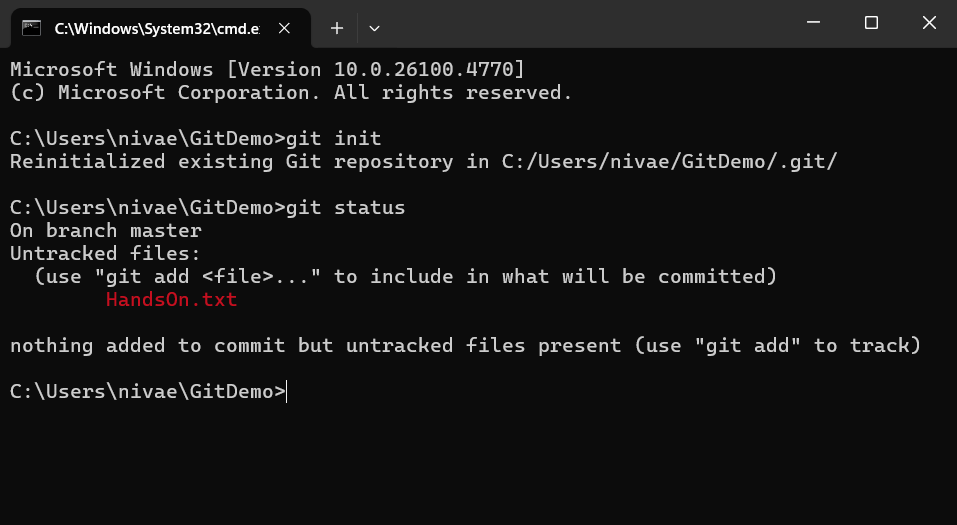 C:\Windows\System32\cmd.e
Microsoft Windows [Version 10.0.26100.4770]
(c) Microsoft Corporation. All rights reserved.
C:\Users\nivae\GitDemo>git init
Reinitialized existing Git repository in C:/Users/nivae/GitDemo/.git/
C:\Users\nivae\GitDemo>git status
On branch master
Untracked files:
  (use "git add <file>..." to include in what will be committed)
        HandsOn.txt
nothing added to commit but untracked files present (use "git add" to track)
C:\Users\nivae\GitDemo>